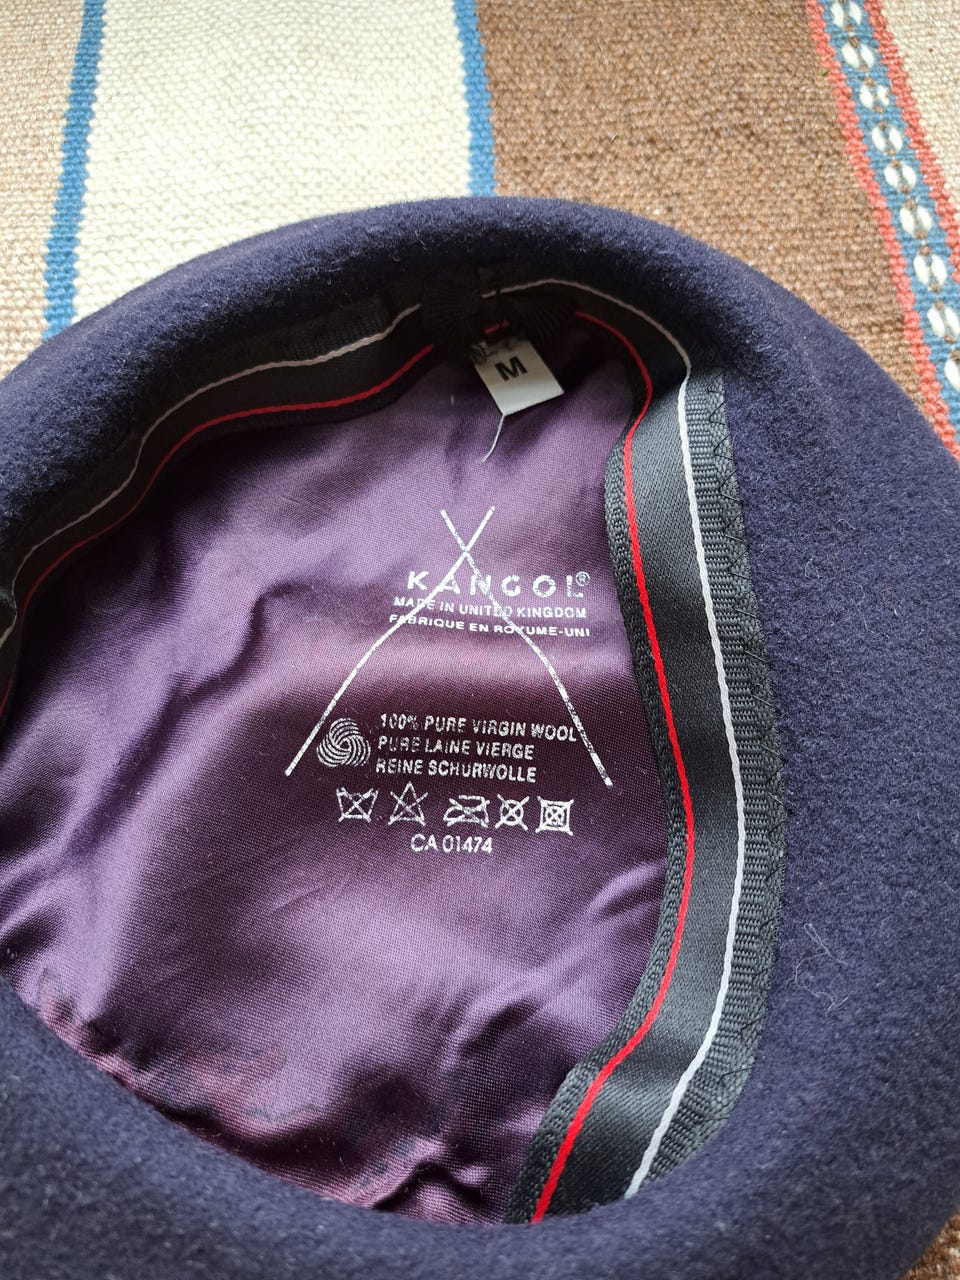 M
KANGOL®
MADE IN UNITED KINGDOM
FABRIQUE EN ROYUME-UNI
100% PURE VIRGIN WOOL
PURE LAINE VIERGE
REINE SCHURWOLLE
CA 01474